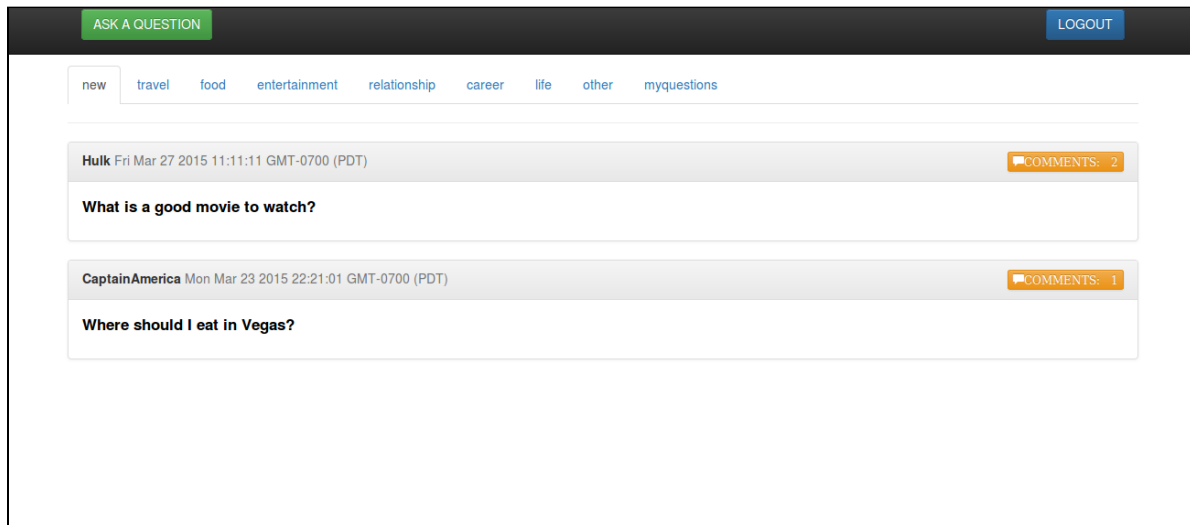 ASK A QUESTION LOGOUT
new travel food entertainment relationship career life other myquestions
Hulk Fri Mar 27 2015 11:11:11 GMT-0700 (PDT) COMMENTS: 2
What is a good movie to watch?
CaptainAmerica Mon Mar 23 2015 22:21:01 GMT-0700 (PDT) COMMENTS: 1
Where should I eat in Vegas?